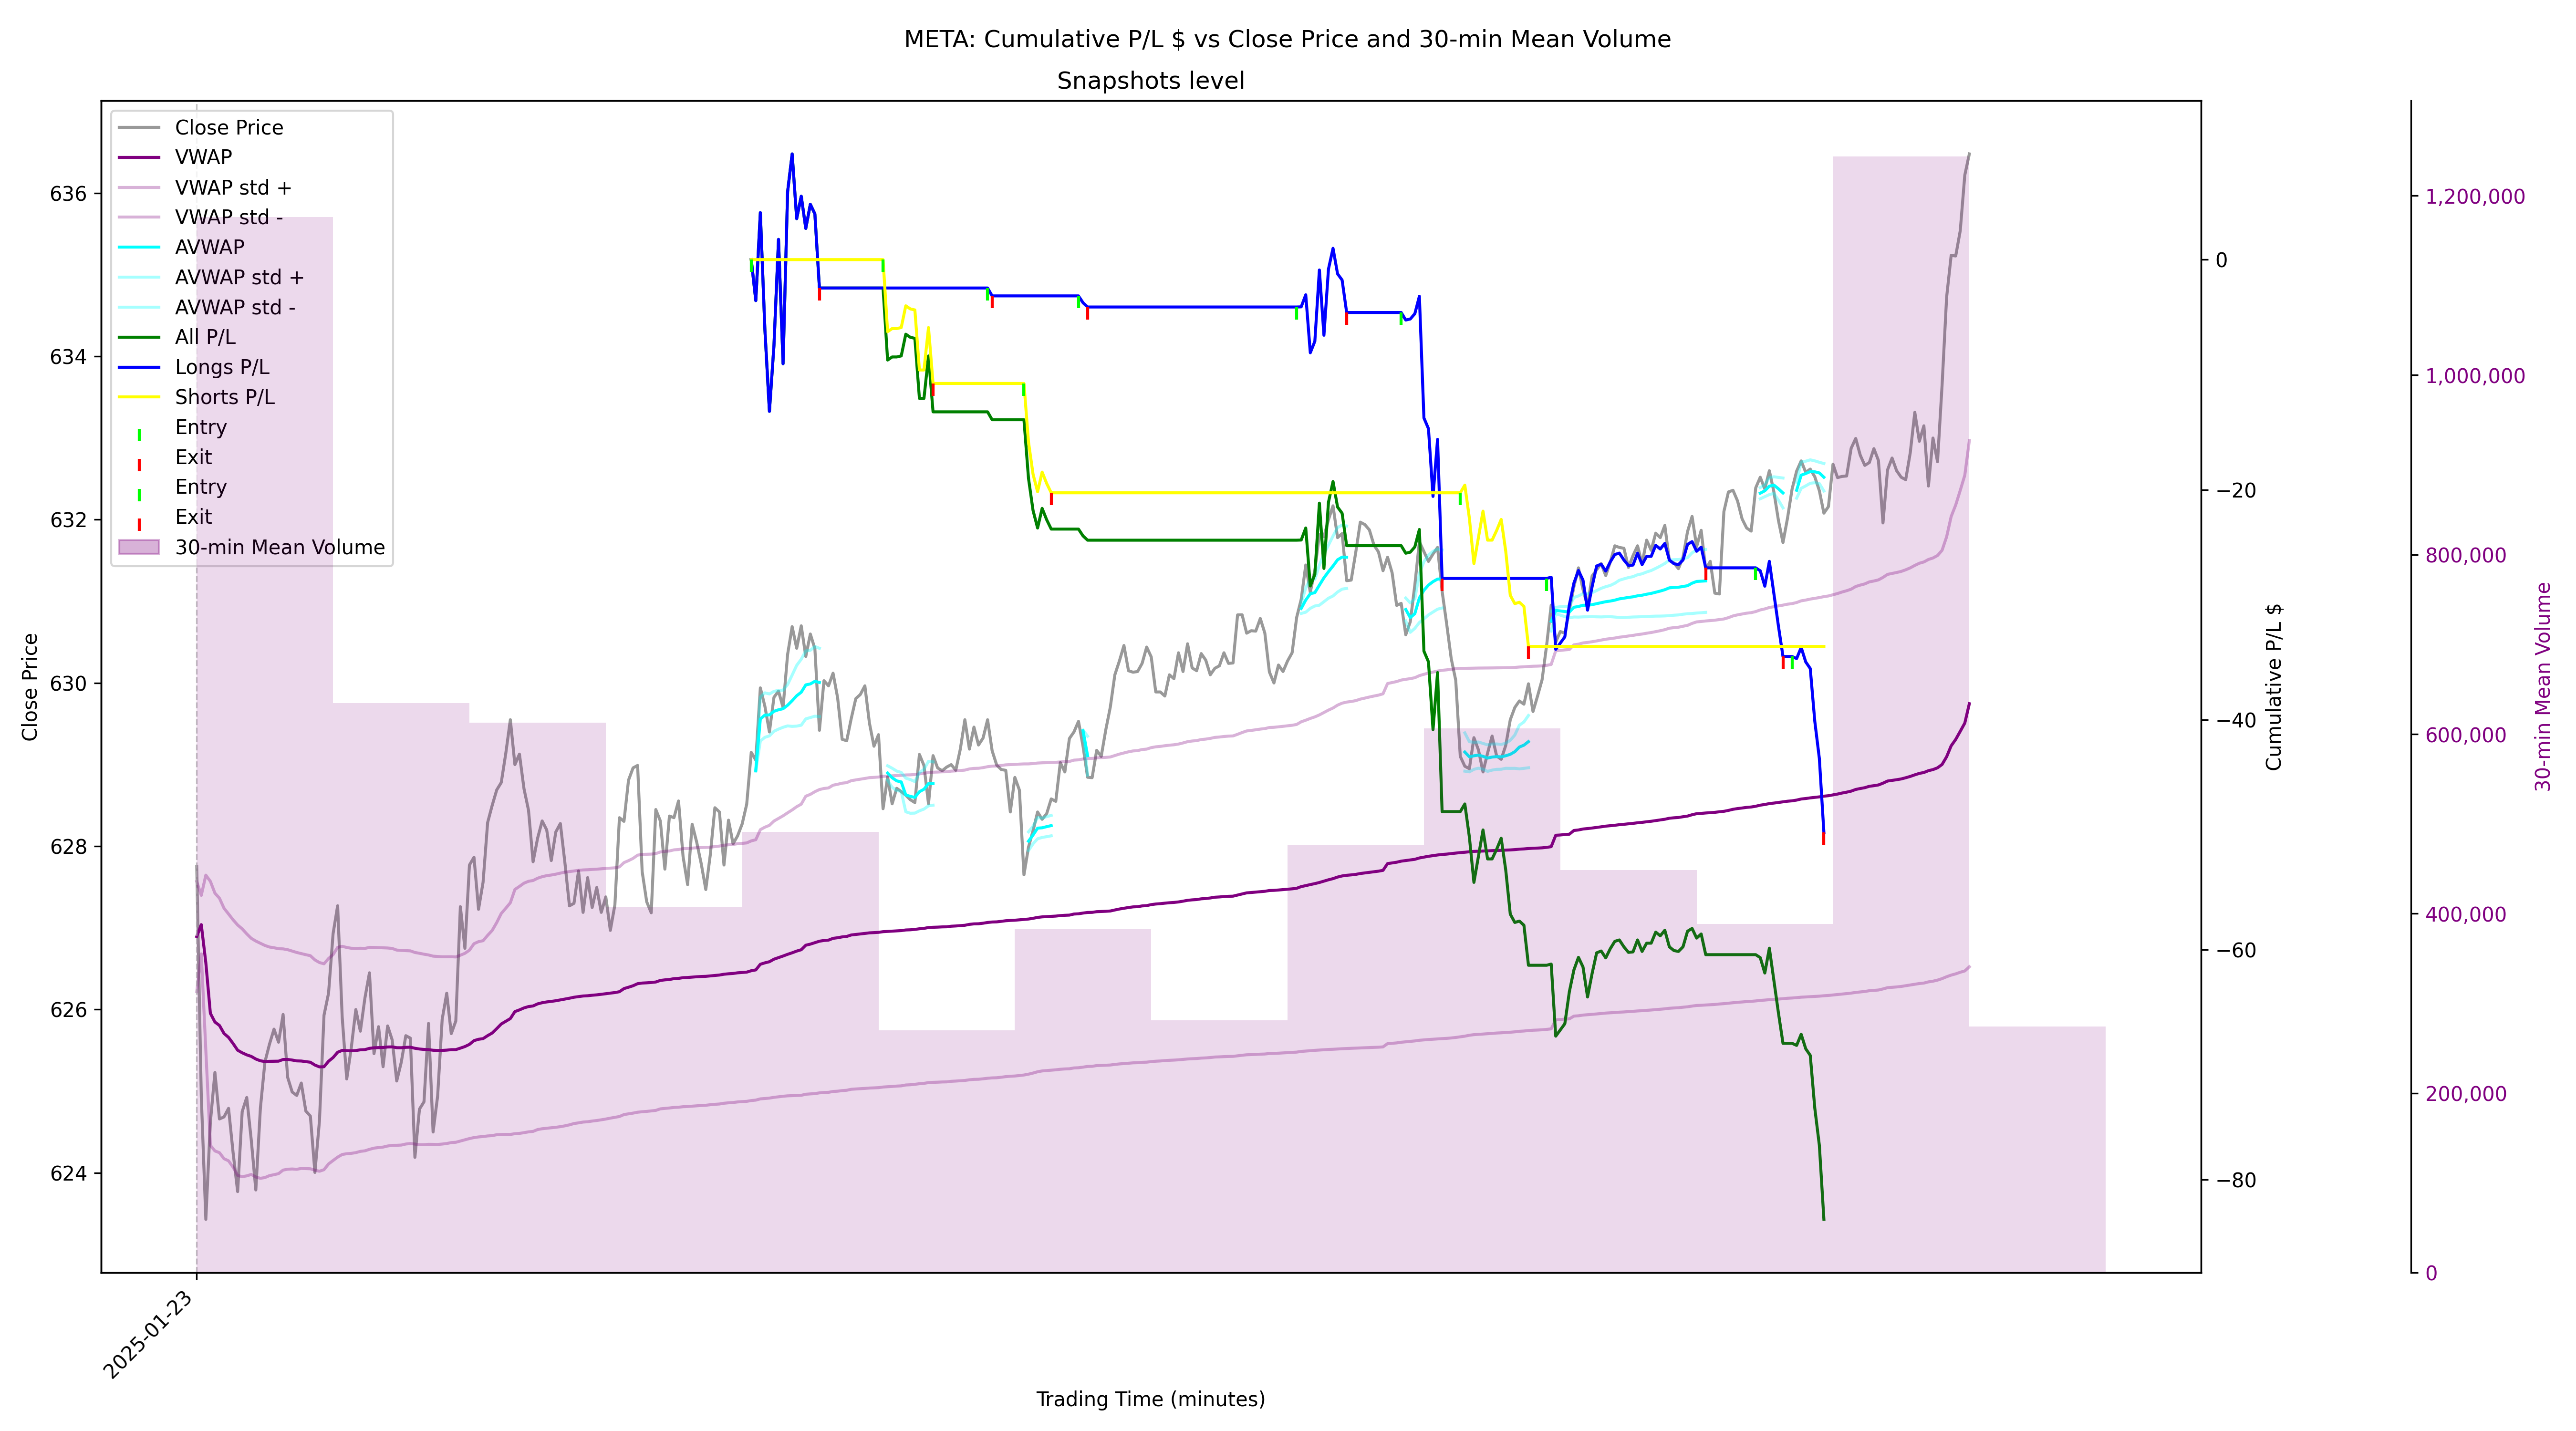 META: Cumulative P/L $ vs Close Price and 30-min Mean Volume
Snapshots level
Close Price
VWAP
VWAP std +
VWAP std -
AVWAP
AVWAP std +
AVWAP std -
All P/L
Longs P/L
Shorts P/L
Entry
Exit
Entry
Exit
30-min Mean Volume
Close Price
636
634
632
630
628
626
624
0
−20
−40
−60
−80
Cumulative P/L $
1,200,000
1,000,000
800,000
600,000
400,000
200,000
0
30-min Mean Volume
2025-01-23
Trading Time (minutes)